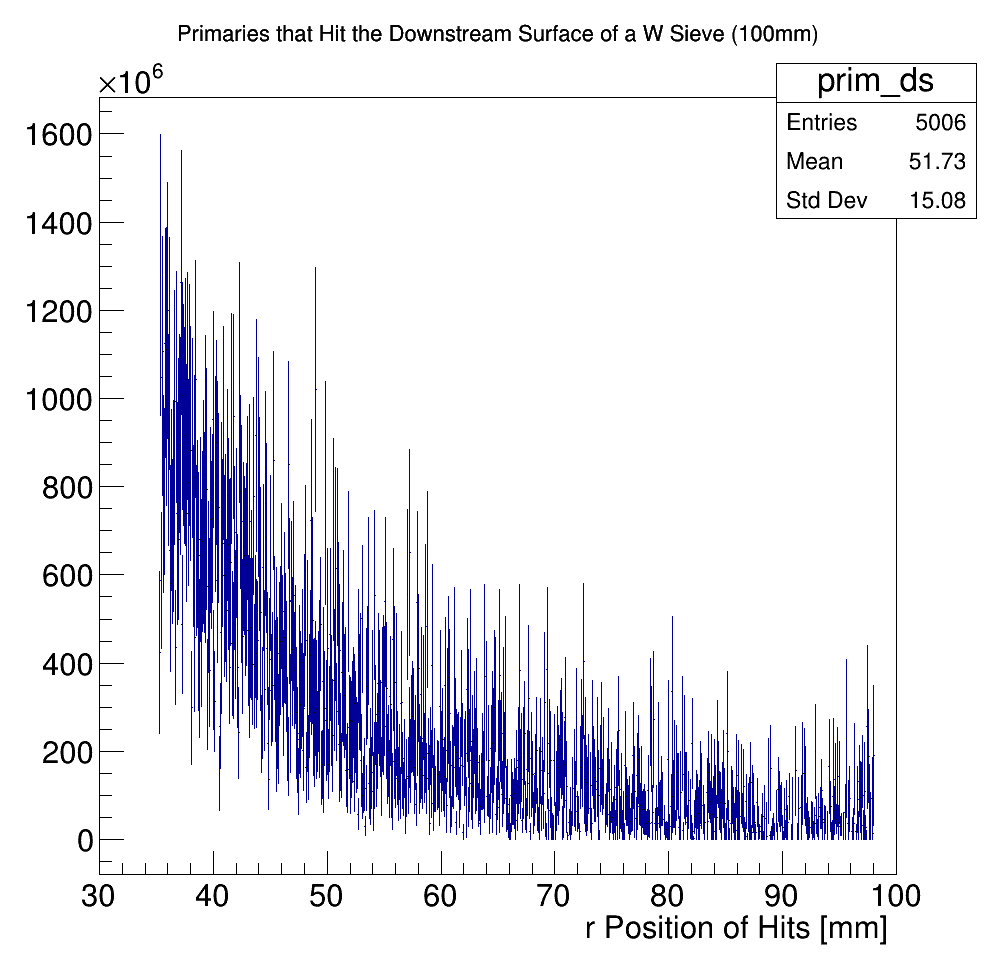 Primaries that Hit the Downstream Surface of a W Sieve (100mm)
×10⁶
prim_ds
Entries 5006
Mean 51.73
Std Dev 15.08
1600
1400
1200
1000
800
600
400
200
0
30 40 50 60 70 80 90 100
r Position of Hits [mm]